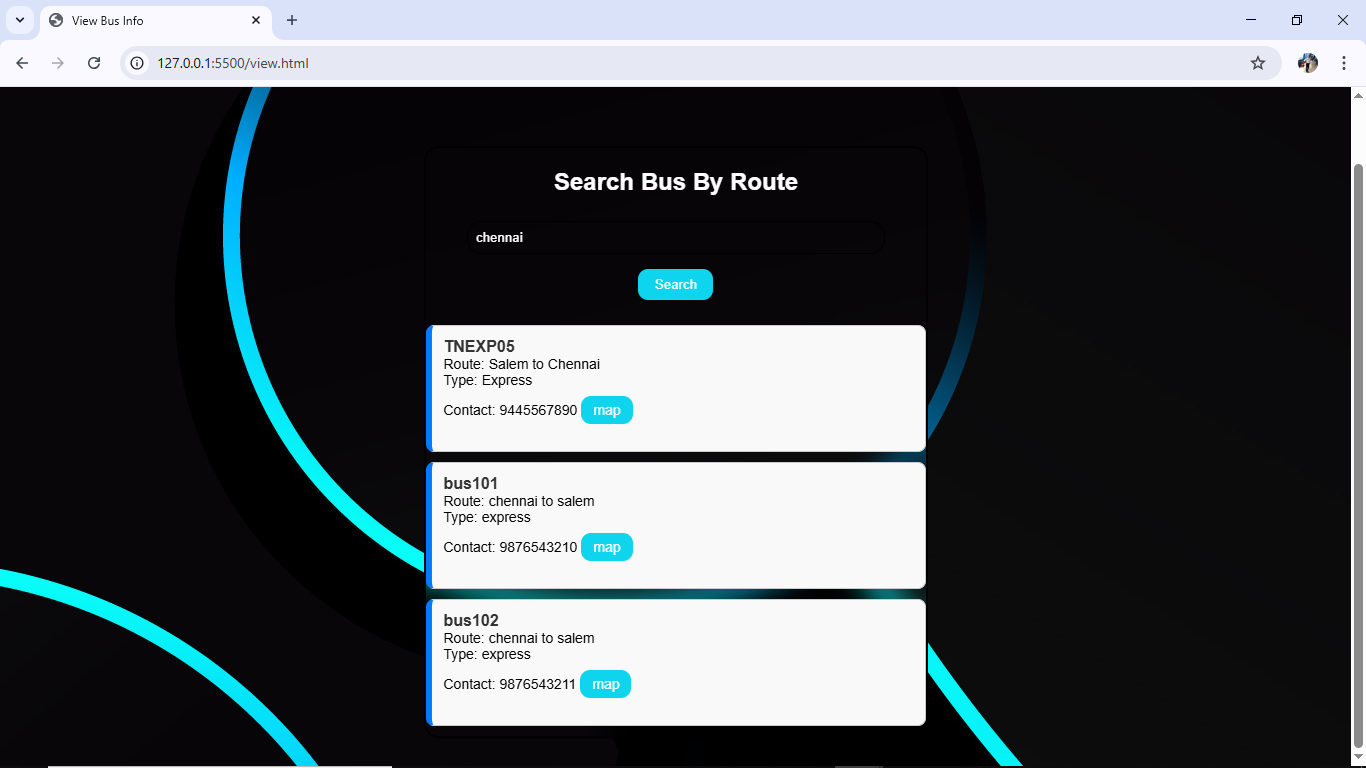 View Bus Info
127.0.0.1:5500/view.html
Search Bus By Route
chennai
Search
TNEXP05
Route: Salem to Chennai
Type: Express
Contact: 9445567890 map
bus101
Route: chennai to salem
Type: express
Contact: 9876543210 map
bus102
Route: chennai to salem
Type: express
Contact: 9876543211 map